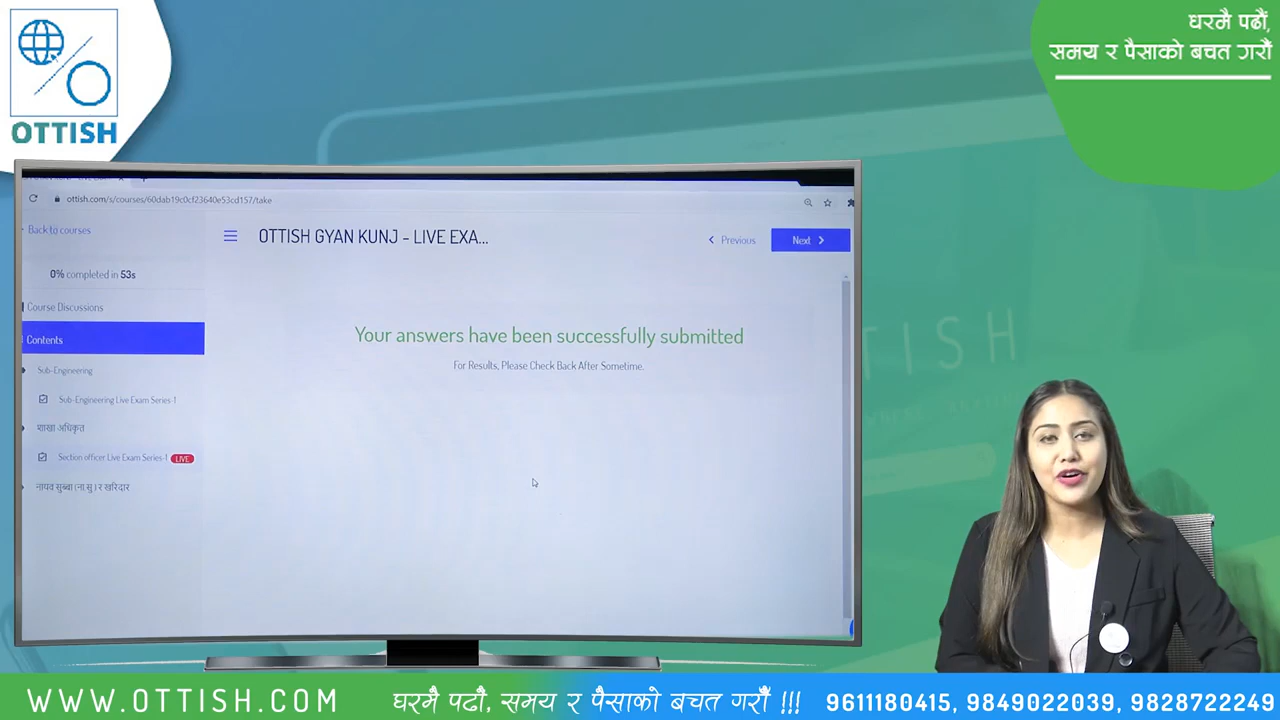 OTTISH
घरमै पढौं,
समय र पैसाको बचत गरौं
ottish.com/s/courses/60dab19c0cf23640e53cd157/take
Back to courses
0% completed in 53s
Course Discussions
Contents
Sub-Engineering
Sub-Engineering Live Exam Series-1
शाखा अधिकृत
Section officer Live Exam Series-1 LIVE
नायव सुब्बा (ना.सु.) र खरिदार
OTTISH GYAN KUNJ - LIVE EXA...
Previous
Next
Your answers have been successfully submitted
For Results, Please Check Back After Sometime.
OTTISH
WWW.OTTISH.COM घरमै पढौं, समय र पैसाको बचत गरौं !!! 9611180415, 9849022039, 9828722249